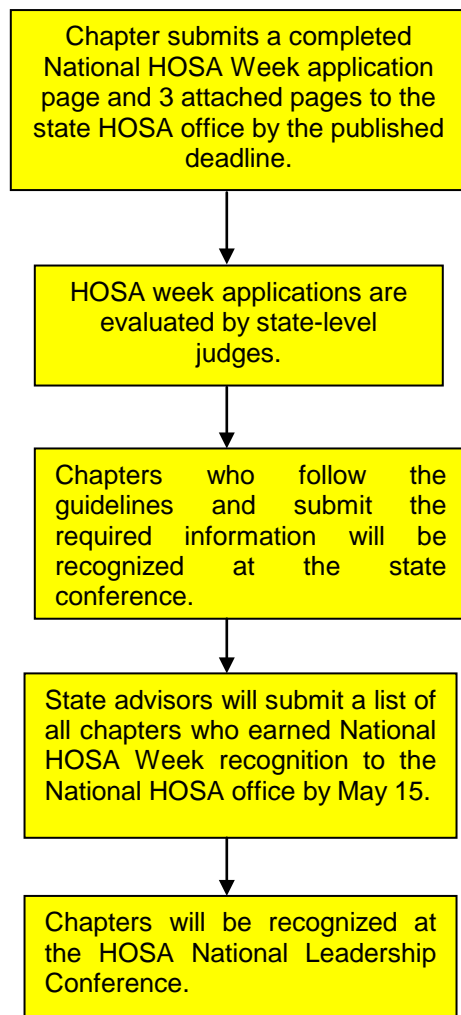 Chapter submits a completed
National HOSA Week application
page and 3 attached pages to the
state HOSA office by the published
deadline.
HOSA week applications are
evaluated by state-level
judges.
Chapters who follow the
guidelines and submit the
required information will be
recognized at the state
conference.
State advisors will submit a list of
all chapters who earned National
HOSA Week recognition to the
National HOSA office by May 15.
Chapters will be recognized at
the HOSA National Leadership
Conference.